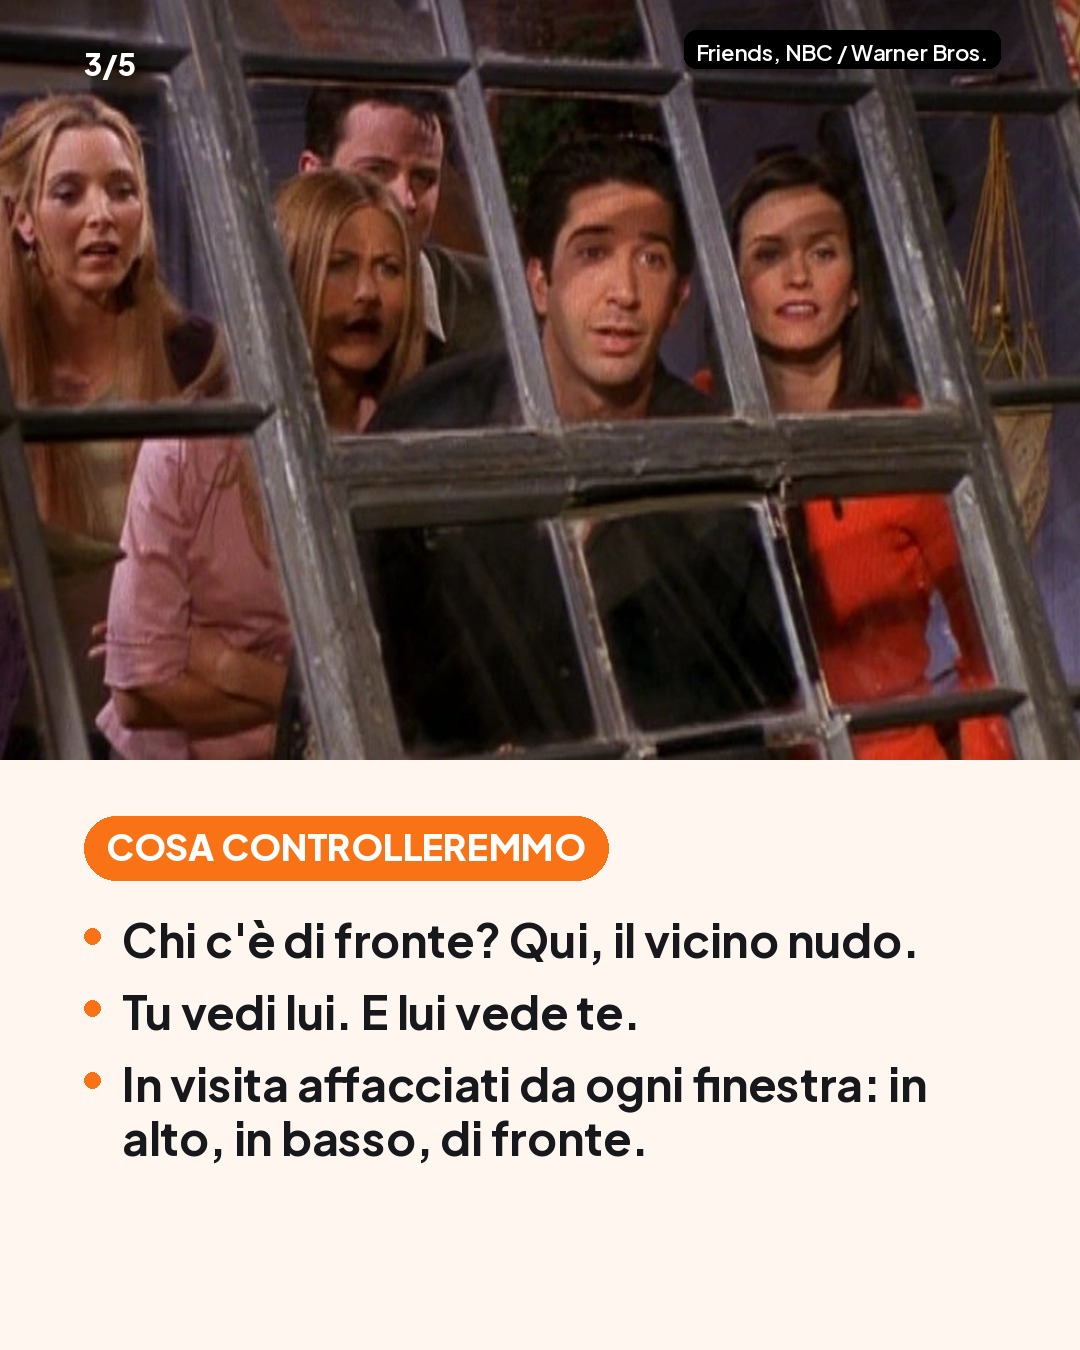 3/5
Friends, NBC / Warner Bros.
COSA CONTROLLEREMMO
Chi c'è di fronte? Qui, il vicino nudo.
Tu vedi lui. E lui vede te.
In visita affacciati da ogni finestra: in
alto, in basso, di fronte.